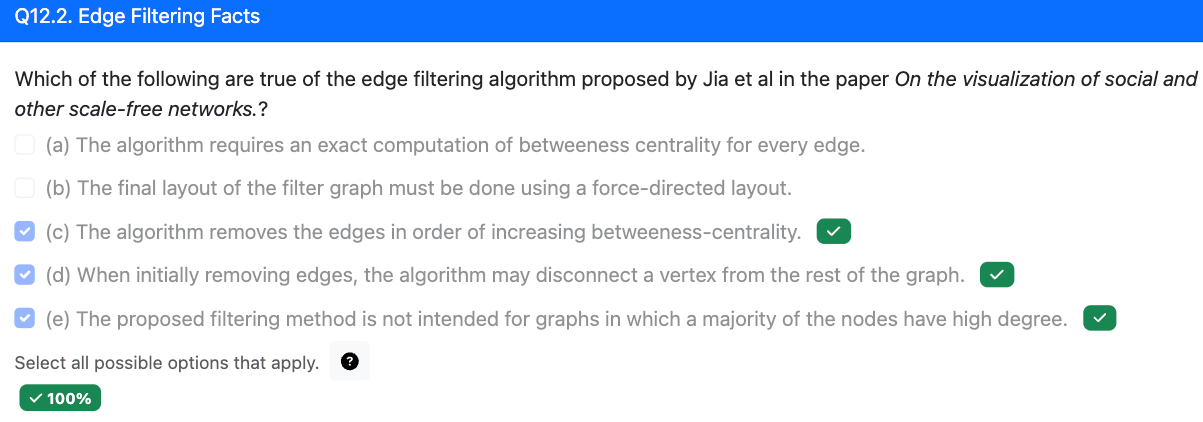 Q12.2. Edge Filtering Facts
Which of the following are true of the edge filtering algorithm proposed by Jia et al in the paper On the visualization of social and
other scale-free networks.?
(a) The algorithm requires an exact computation of betweeness centrality for every edge.
(b) The final layout of the filter graph must be done using a force-directed layout.
(c) The algorithm removes the edges in order of increasing betweeness-centrality.
(d) When initially removing edges, the algorithm may disconnect a vertex from the rest of the graph.
(e) The proposed filtering method is not intended for graphs in which a majority of the nodes have high degree.
Select all possible options that apply. ?
100%